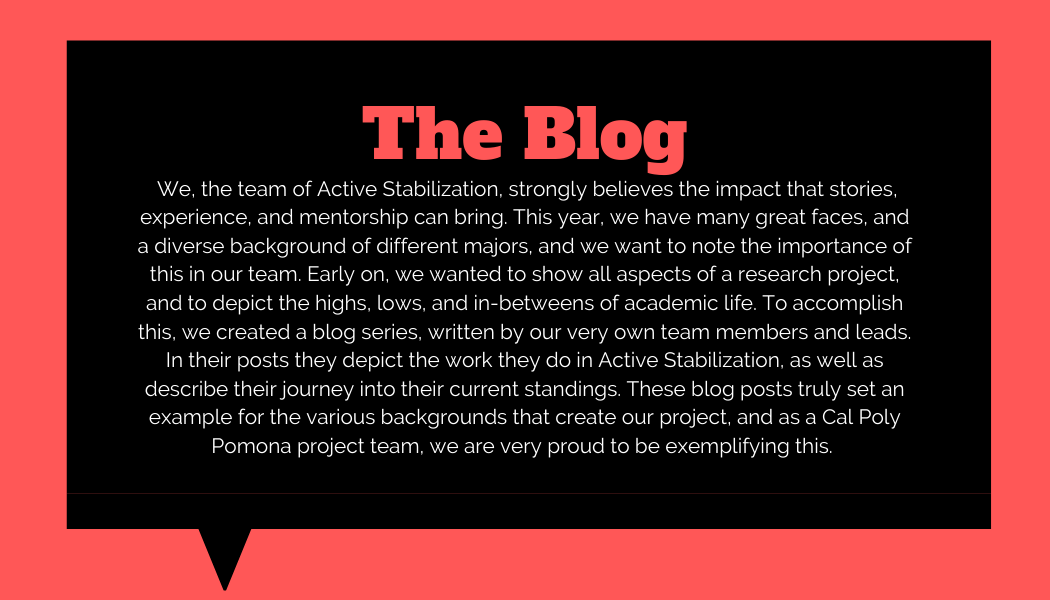 The Blog
We, the team of Active Stabilization, strongly believes the impact that stories,
experience, and mentorship can bring. This year, we have many great faces, and
a diverse background of different majors, and we want to note the importance of
this in our team. Early on, we wanted to show all aspects of a research project,
and to depict the highs, lows, and in-betweens of academic life. To accomplish
this, we created a blog series, written by our very own team members and leads.
In their posts they depict the work they do in Active Stabilization, as well as
describe their journey into their current standings. These blog posts truly set an
example for the various backgrounds that create our project, and as a Cal Poly
Pomona project team, we are very proud to be exemplifying this.